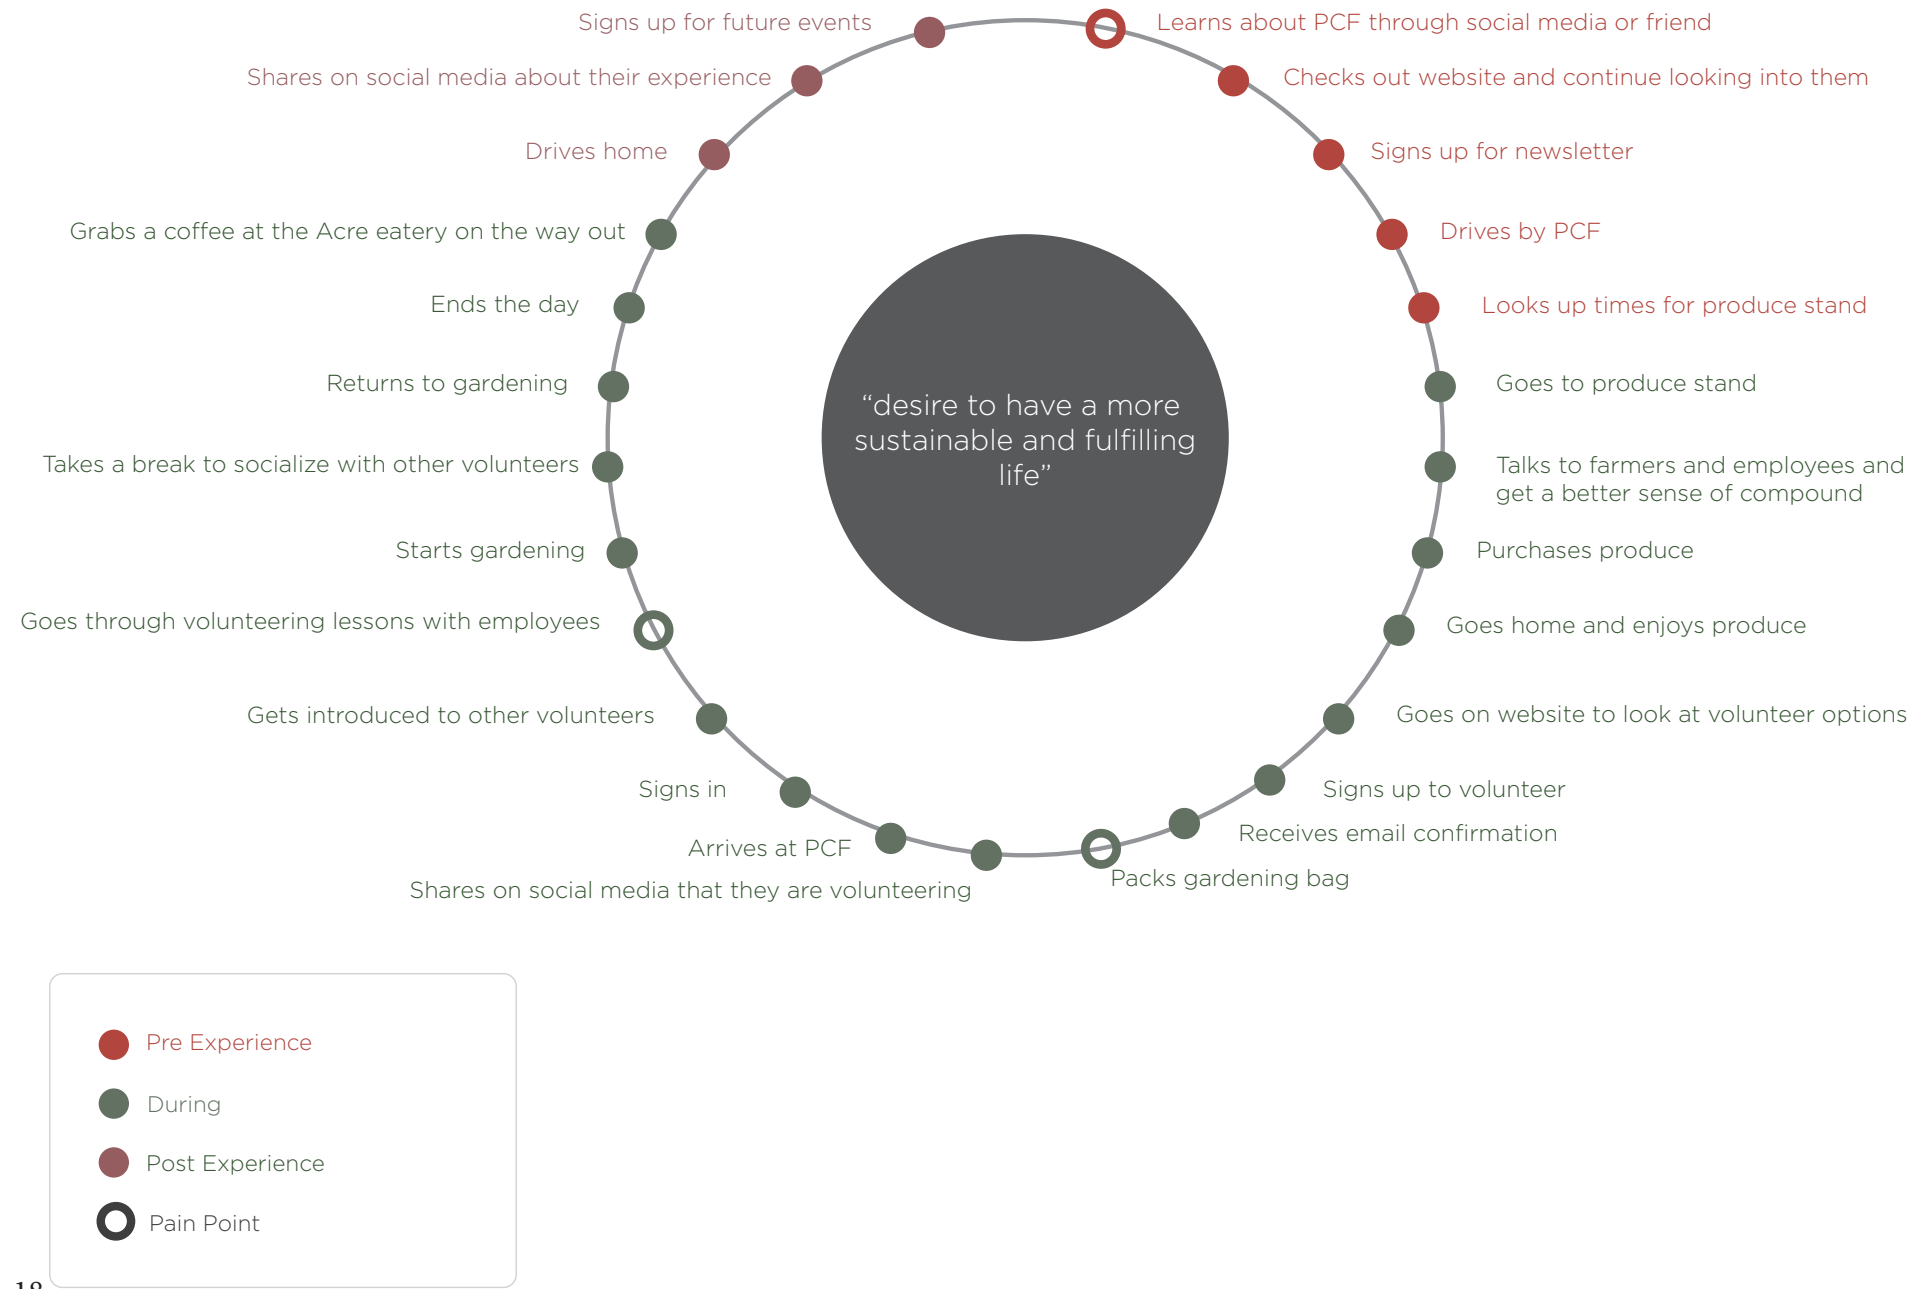 Signs up for future events
Learns about PCF through social media or friend
Shares on social media about their experience
Checks out website and continue looking into them
Drives home
Signs up for newsletter
Grabs a coffee at the Acre eatery on the way out
Drives by PCF
Ends the day
Looks up times for produce stand
Returns to gardening
Goes to produce stand
“desire to have a more
sustainable and fulfilling
life”
Takes a break to socialize with other volunteers
Talks to farmers and employees and
get a better sense of compound
Starts gardening
Purchases produce
Goes through volunteering lessons with employees
Goes home and enjoys produce
Gets introduced to other volunteers
Goes on website to look at volunteer options
Signs in
Signs up to volunteer
Arrives at PCF
Receives email confirmation
Shares on social media that they are volunteering
Packs gardening bag
Pre Experience
During
Post Experience
Pain Point
18